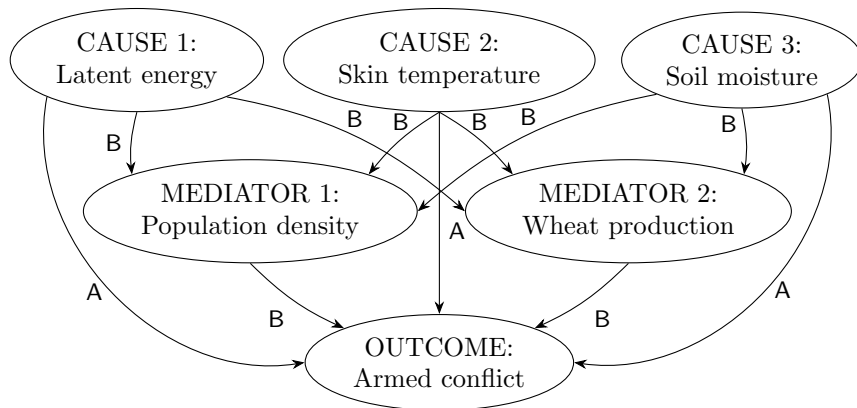 CAUSE 1:
Latent energy
CAUSE 2:
Skin temperature
CAUSE 3:
Soil moisture
B
B
B
B
B
B
MEDIATOR 1:
Population density
MEDIATOR 2:
Wheat production
A
A
B
B
A
OUTCOME:
Armed conflict